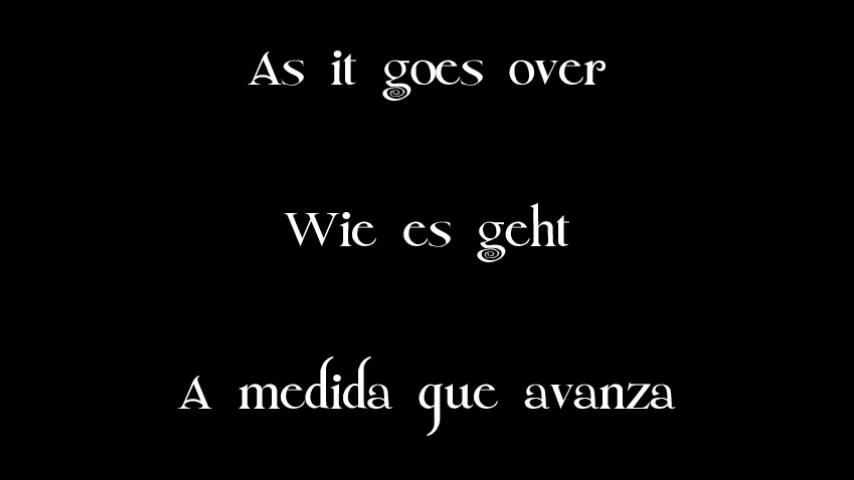 As it goes over
Wie es geht
A medida que avanza